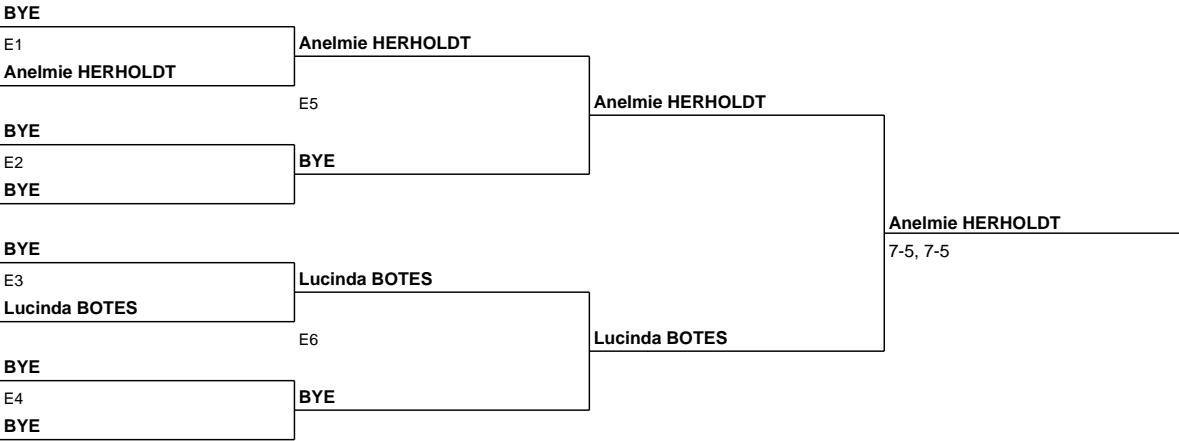 BYE
E1
Anelmie HERHOLDT
Anelmie HERHOLDT
E5
Anelmie HERHOLDT
BYE
E2
BYE
BYE
Anelmie HERHOLDT
7-5, 7-5
BYE
E3
Lucinda BOTES
Lucinda BOTES
E6
Lucinda BOTES
BYE
E4
BYE
BYE